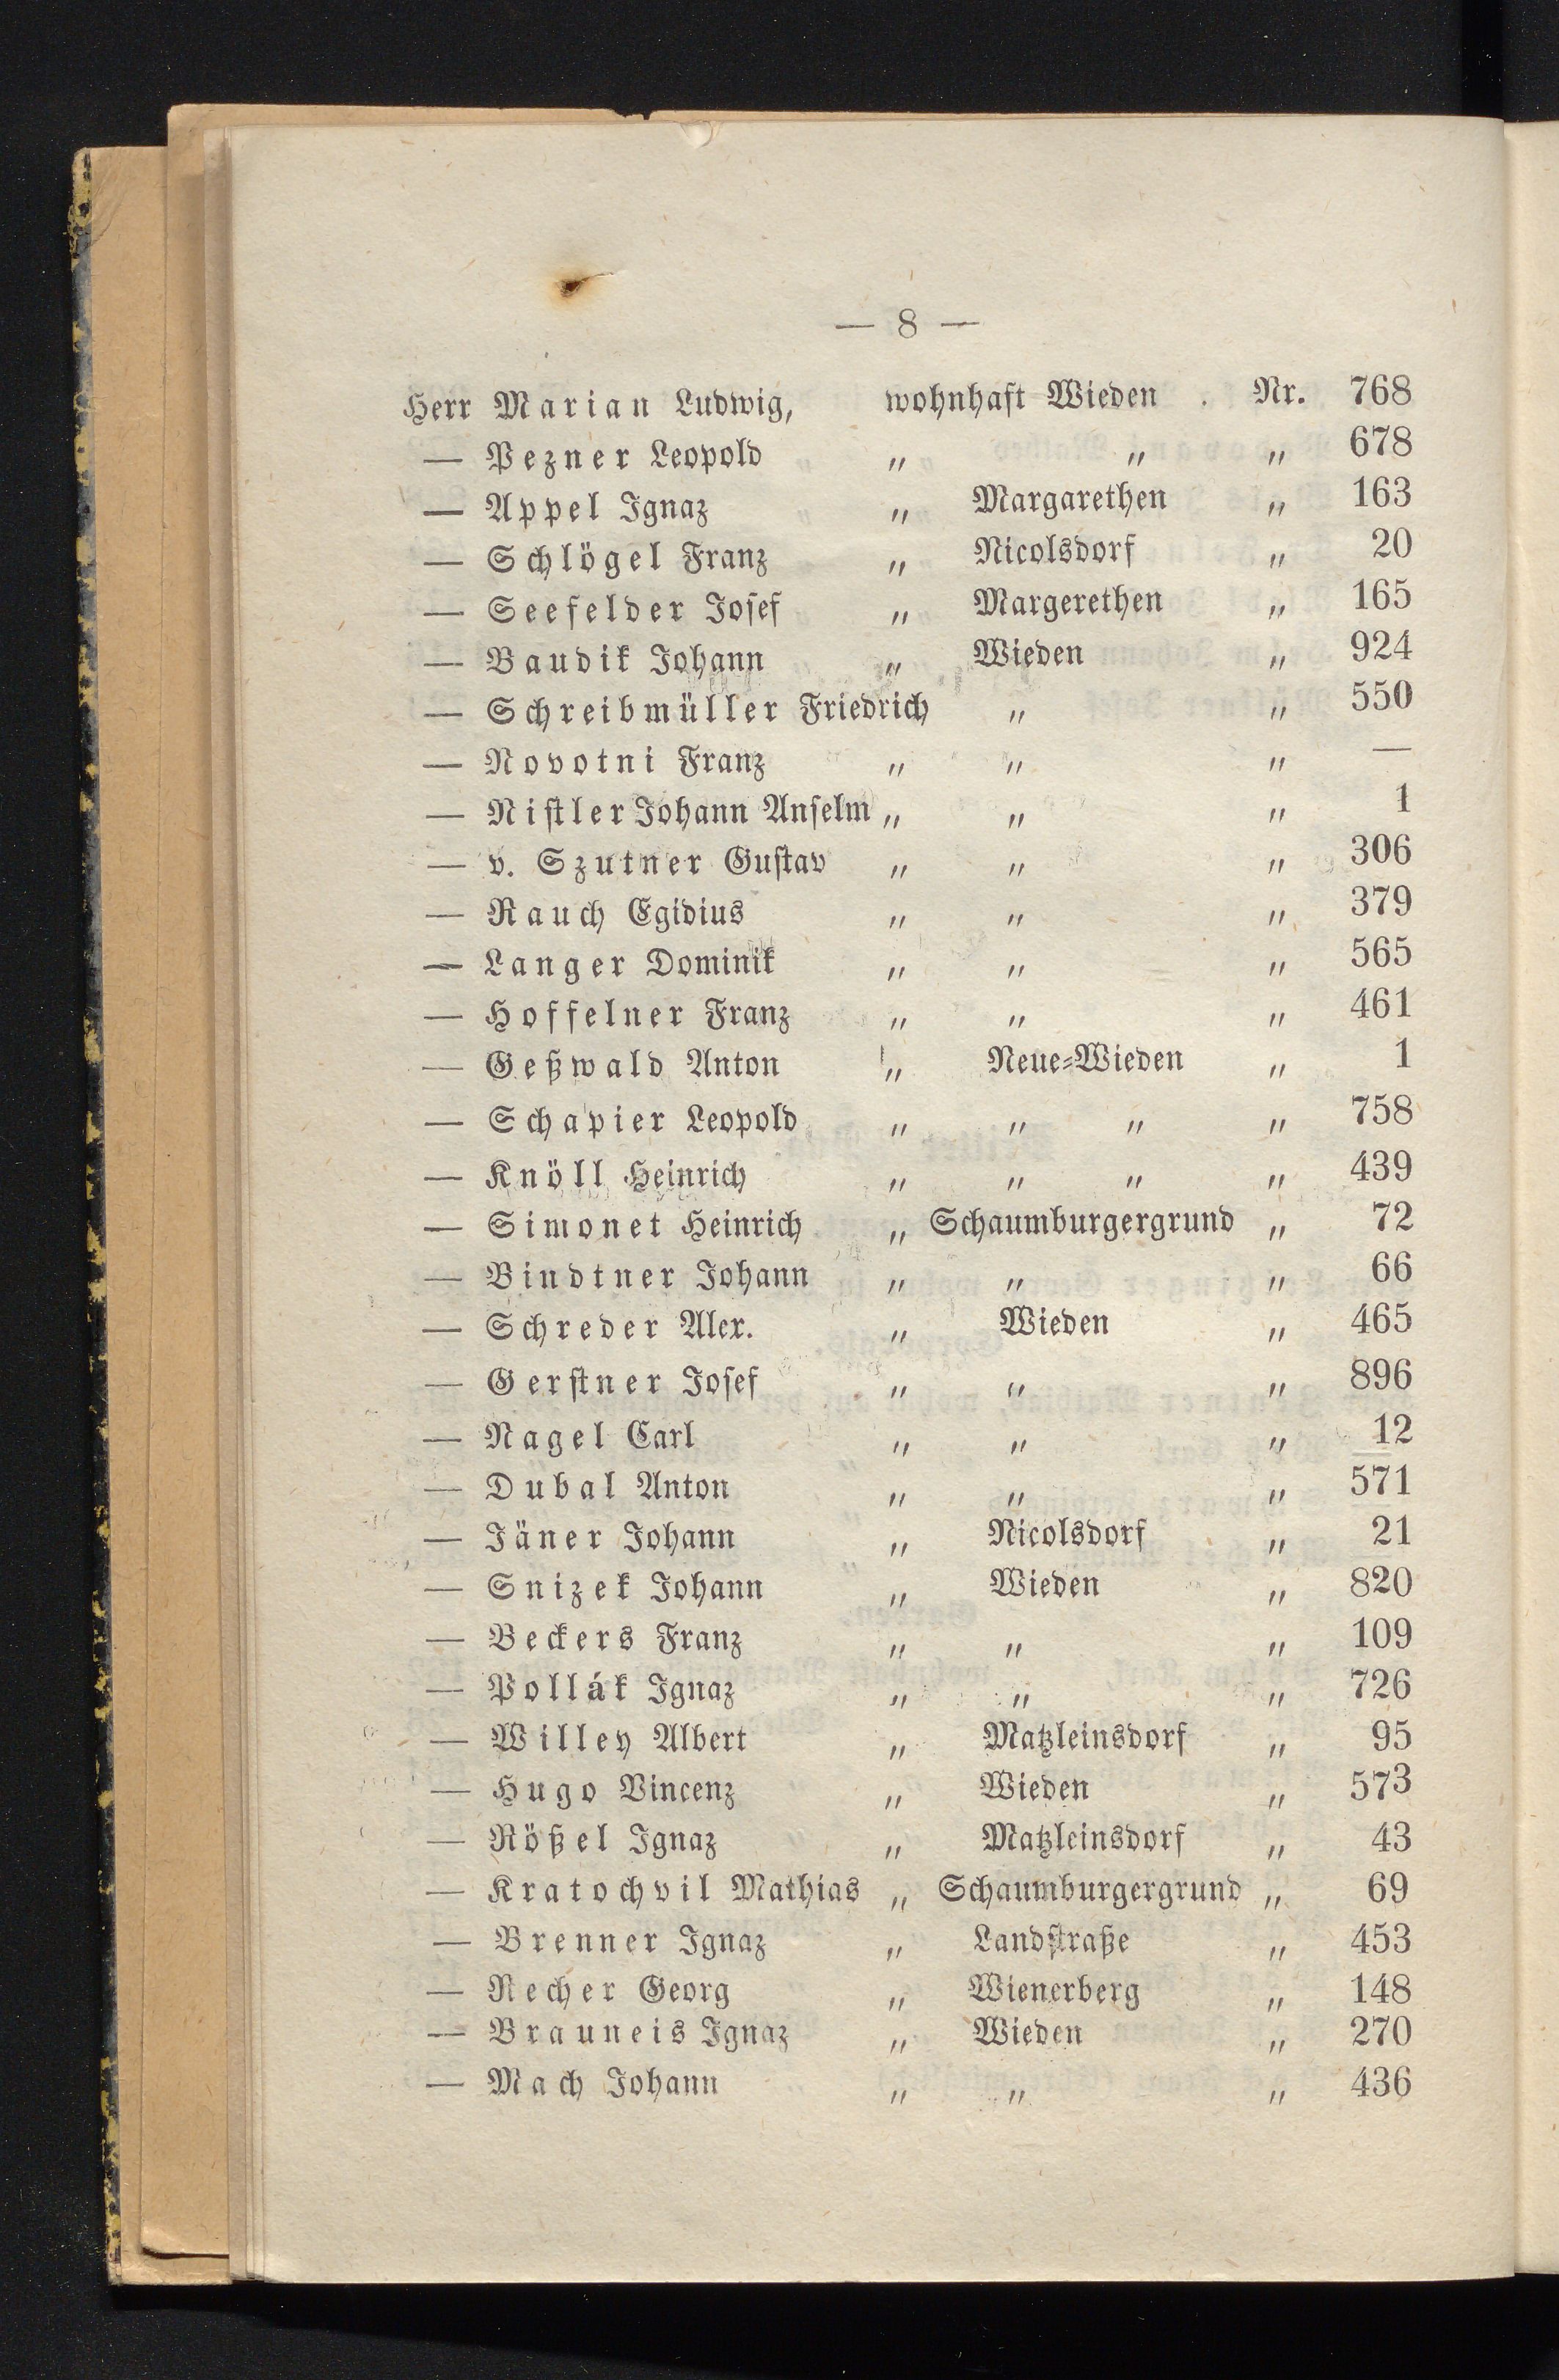 — 8 —
Herr Marian Ludwig, wohnhaft Wieden . Nr. 768
— Pezner Leopold „ „ „ 678
— Appel Ignaz „ Margarethen „ 163
— Schlögel Franz „ Nicolsdorf „ 20
— Seefelder Josef „ Margerethen „ 165
— Baudik Johann „ Wieden „ 924
— Schreibmüller Friedrich „ „ 550
— Novotni Franz „ „ „ —
— Nistler Johann Anselm „ „ „ 1
— v. Szutner Gustav „ „ „ 306
— Rauch Egidius „ „ „ 379
— Langer Dominik „ „ „ 565
— Hoffelner Franz „ „ „ 461
— Geßwald Anton „ Neue-Wieden „ 1
— Schapier Leopold „ „ „ „ 758
— Knöll Heinrich „ „ „ „ 439
— Simonet Heinrich „ Schaumburgergrund „ 72
— Bindtner Johann „ „ „ 66
— Schreder Alex. „ Wieden „ 465
— Gerstner Josef „ „ „ 896
— Nagel Carl „ „ „ 12
— Dubal Anton „ „ „ 571
— Jäner Johann „ Nicolsdorf „ 21
— Snizek Johann „ Wieden „ 820
— Beckers Franz „ „ „ 109
— Pollák Ignaz „ „ „ 726
— Willey Albert „ Matzleinsdorf „ 95
— Hugo Vincenz „ Wieden „ 573
— Rößel Ignaz „ Matzleinsdorf „ 43
— Kratochvil Mathias „ Schaumburgergrund „ 69
— Brenner Ignaz „ Landstraße „ 453
— Recher Georg „ Wienerberg „ 148
— Brauneis Ignaz „ Wieden „ 270
— Mach Johann „ „ „ 436